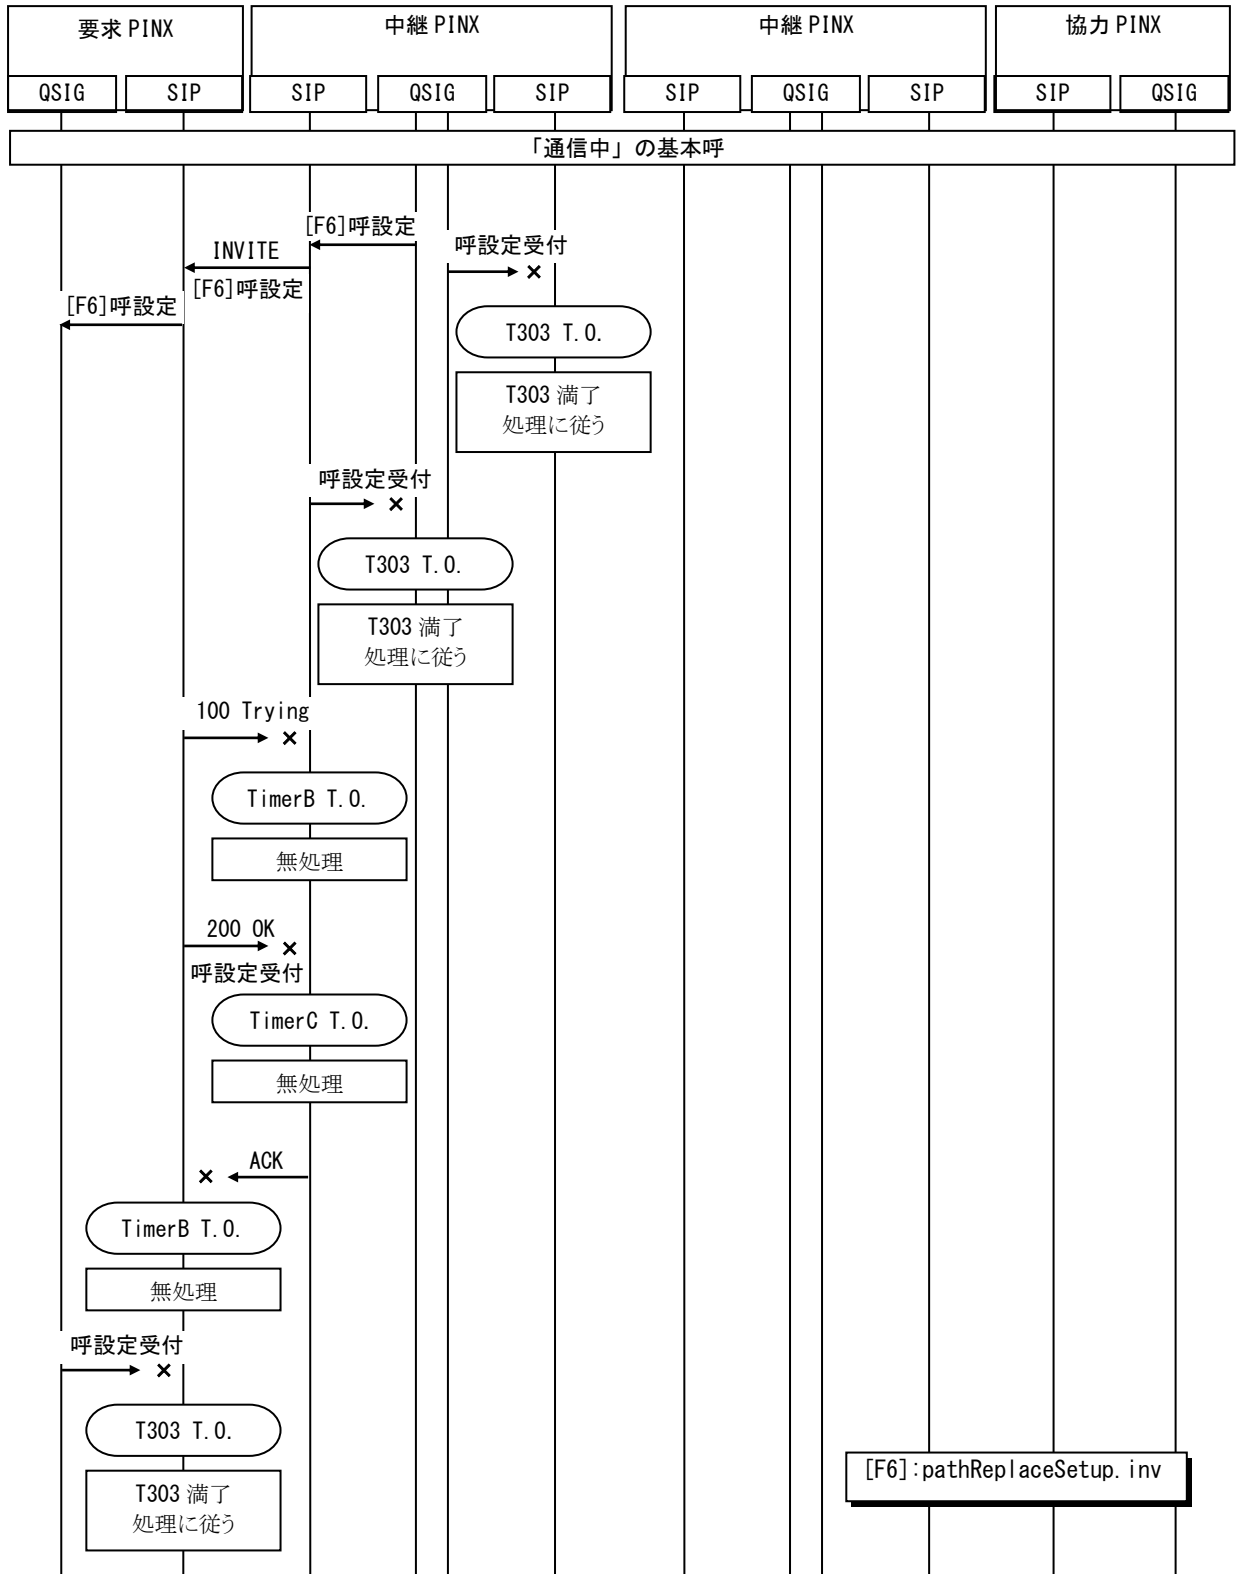 要求 PINX
中継 PINX
中継 PINX
協力 PINX
QSIG
SIP
SIP
QSIG
SIP
SIP
QSIG
SIP
SIP
QSIG
「通信中」の基本呼
[F6]呼設定
呼設定受付
INVITE
[F6]呼設定
[F6]呼設定
T303 T.O.
T303 満了
処理に従う
呼設定受付
T303 T.O.
T303 満了
処理に従う
100 Trying
TimerB T.O.
無処理
200 OK
呼設定受付
TimerC T.O.
無処理
ACK
TimerB T.O.
無処理
呼設定受付
T303 T.O.
[F6]:pathReplaceSetup.inv
T303 満了
処理に従う